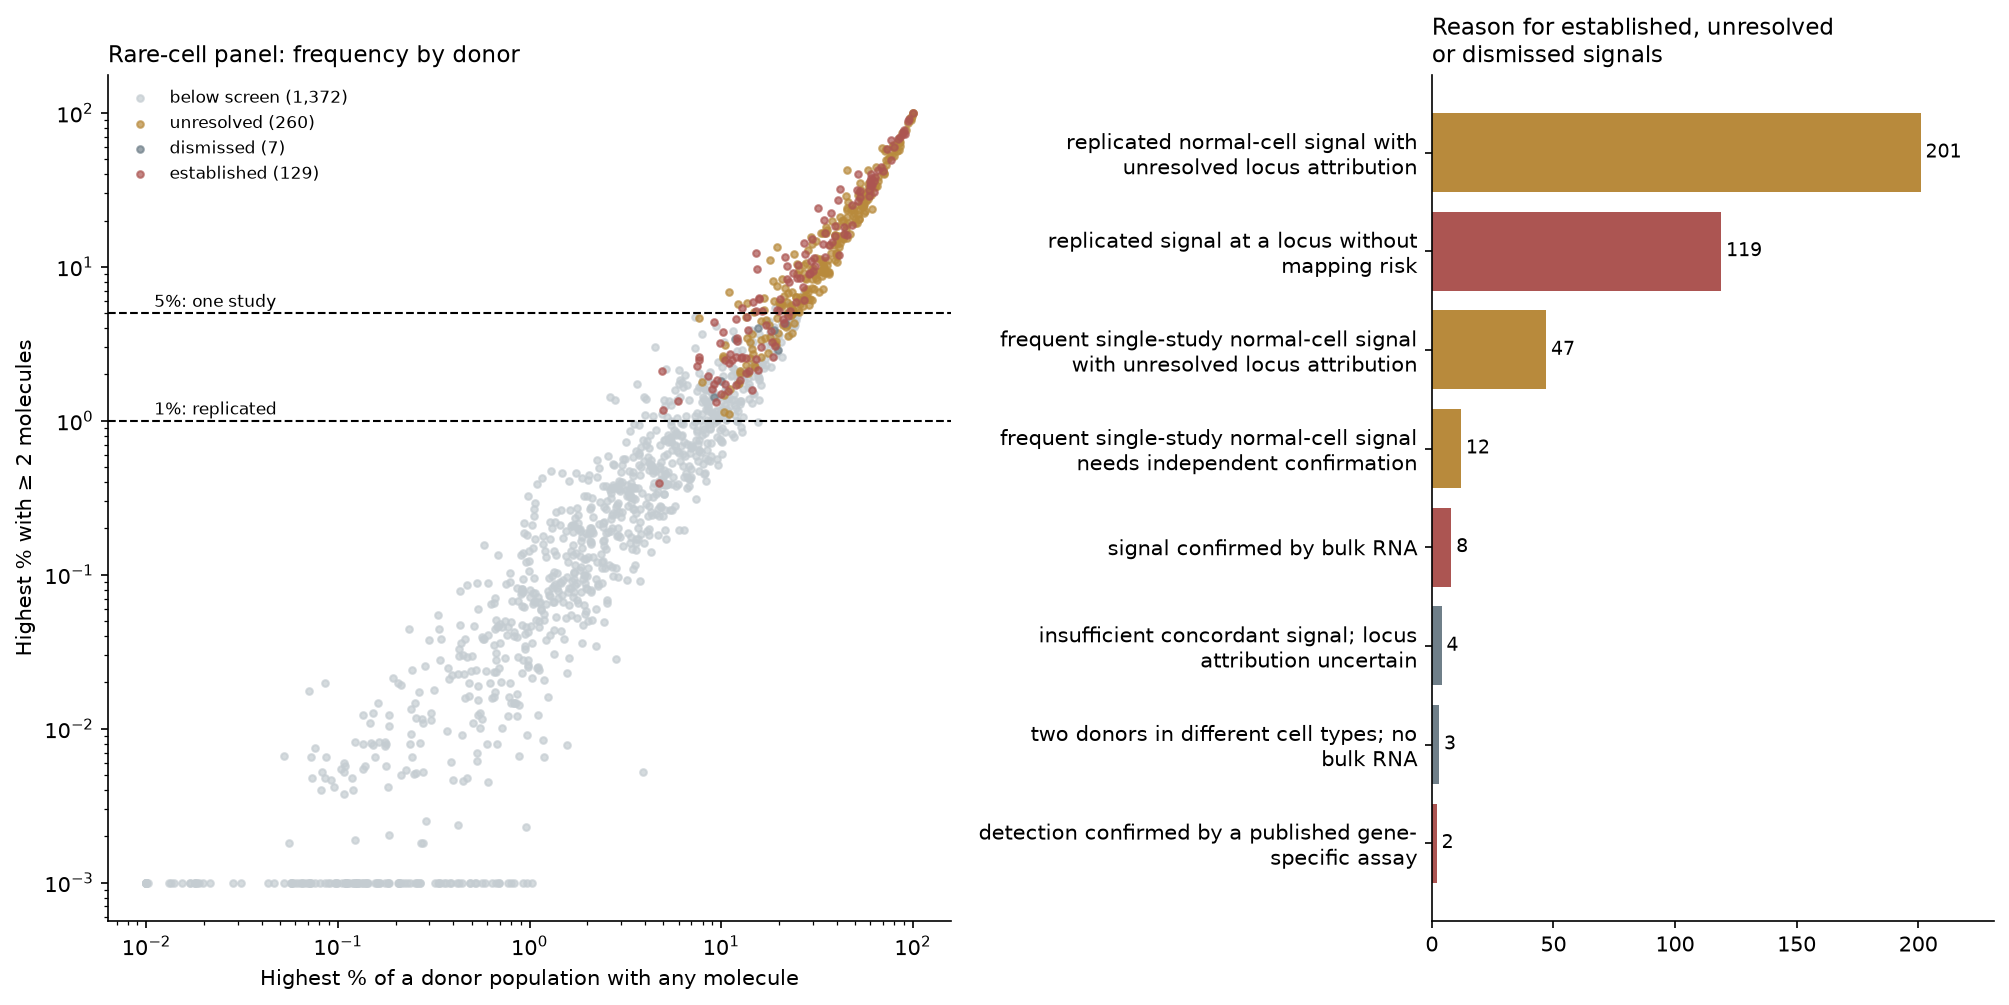 Rare-cell panel: frequency by donor
below screen (1,372)
unresolved (260)
dismissed (7)
established (129)
5%: one study
1%: replicated
Highest % with ≥ 2 molecules
10²
10¹
10⁰
10⁻¹
10⁻²
10⁻³
10⁻²
10⁻¹
10⁰
10¹
10²
Highest % of a donor population with any molecule
Reason for established, unresolved
or dismissed signals
replicated normal-cell signal with
unresolved locus attribution
201
replicated signal at a locus without
mapping risk
119
frequent single-study normal-cell signal
with unresolved locus attribution
47
frequent single-study normal-cell signal
needs independent confirmation
12
signal confirmed by bulk RNA
8
insufficient concordant signal; locus
attribution uncertain
4
two donors in different cell types; no
bulk RNA
3
detection confirmed by a published gene-
specific assay
2
0
50
100
150
200